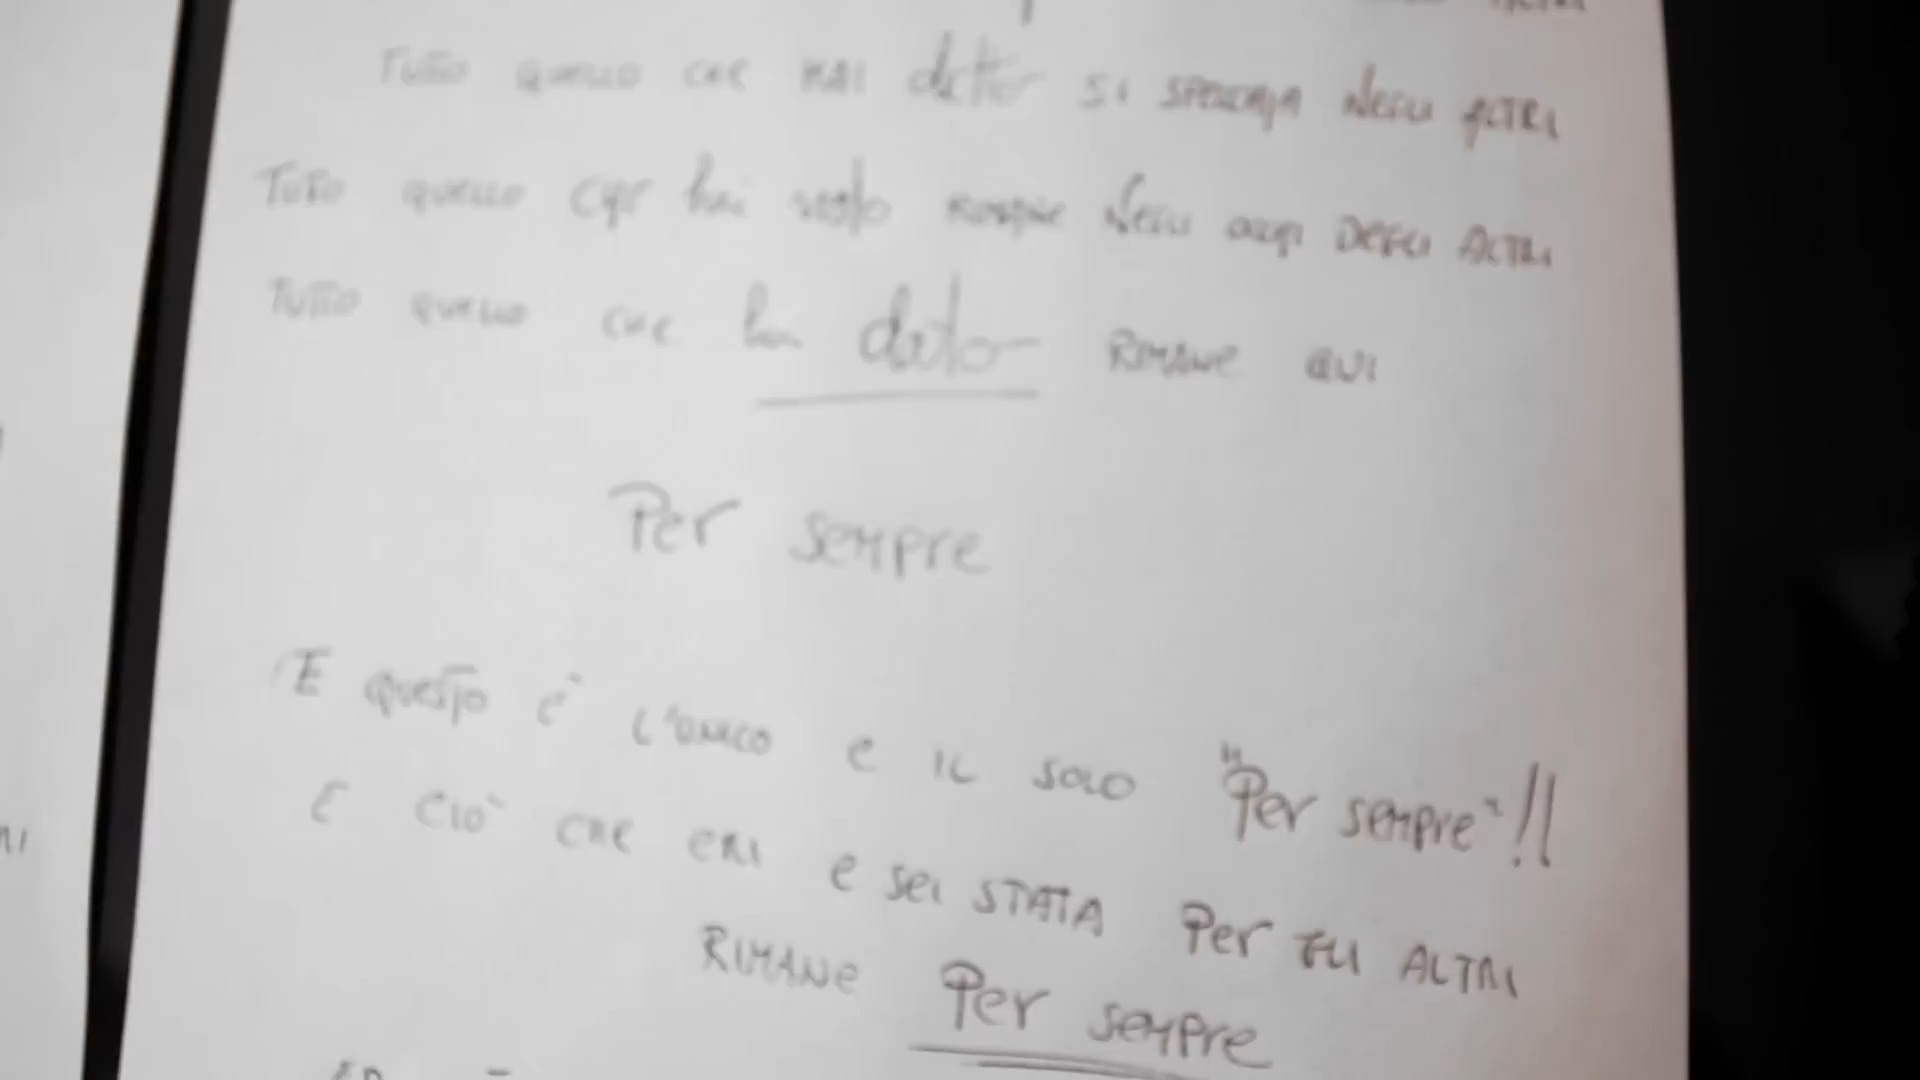 ALTRI
TUTTO QUELLO CHE HAI detto SI SPECCHIA Negli ALTRI
TUTTO QUELLO CHE hai visto RIMANE Negli OCCHI DEGLI ALTRI
TUTTO QUELLO CHE hai dato RIMANE QUI
Per sempre
E QUESTO È L'UNICO E IL SOLO "Per sempre"!!
E CIÒ CHE ERI E SEI STATA Per GLI ALTRI
RIMANE Per sempre